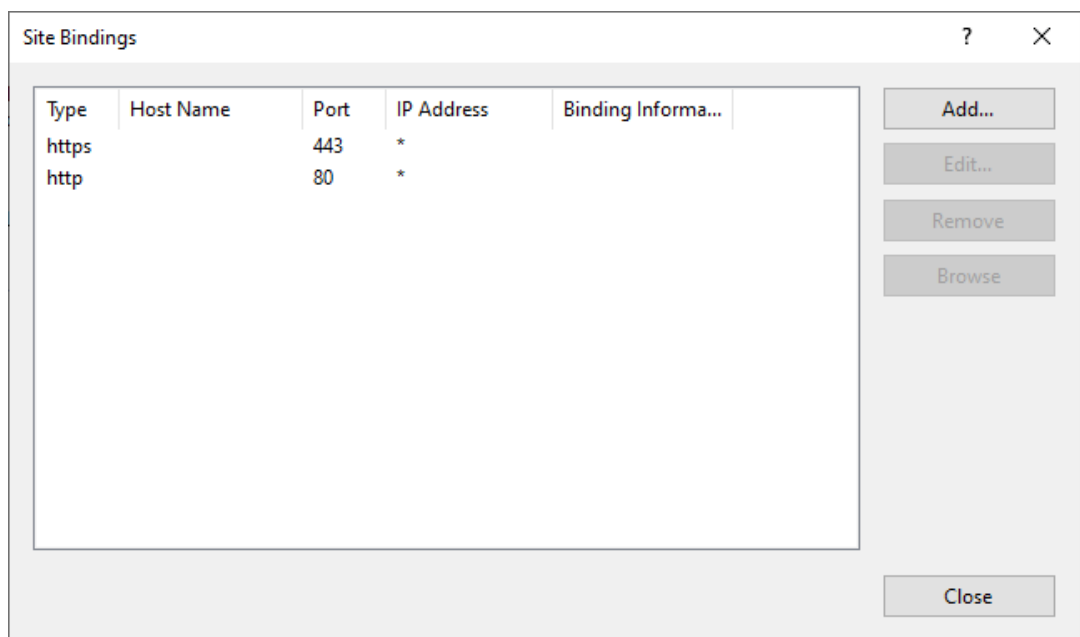 Site Bindings ?
Type Host Name Port IP Address Binding Informa...
https 443 *
http 80 *
Add...
Edit...
Remove
Browse
Close